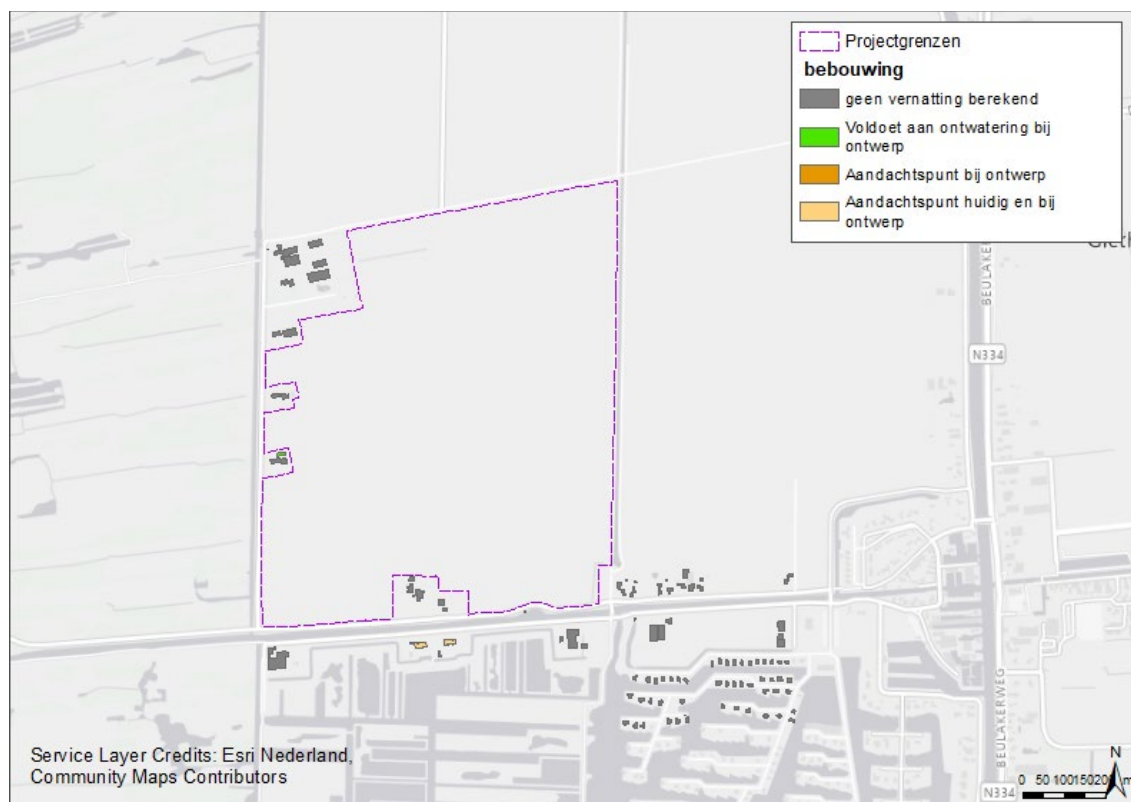 Projectgrenzen
bebouwing
geen vernatting berekend
Voldoet aan ontwatering bij
ontwerp
Aandachtspunt bij ontwerp
Aandachtspunt huidig en bij
ontwerp
BEULAKER
N334
BEULAKERWEG
Service Layer Credits: Esri Nederland,
Community Maps Contributors
N
0 50 100150200 m
N334